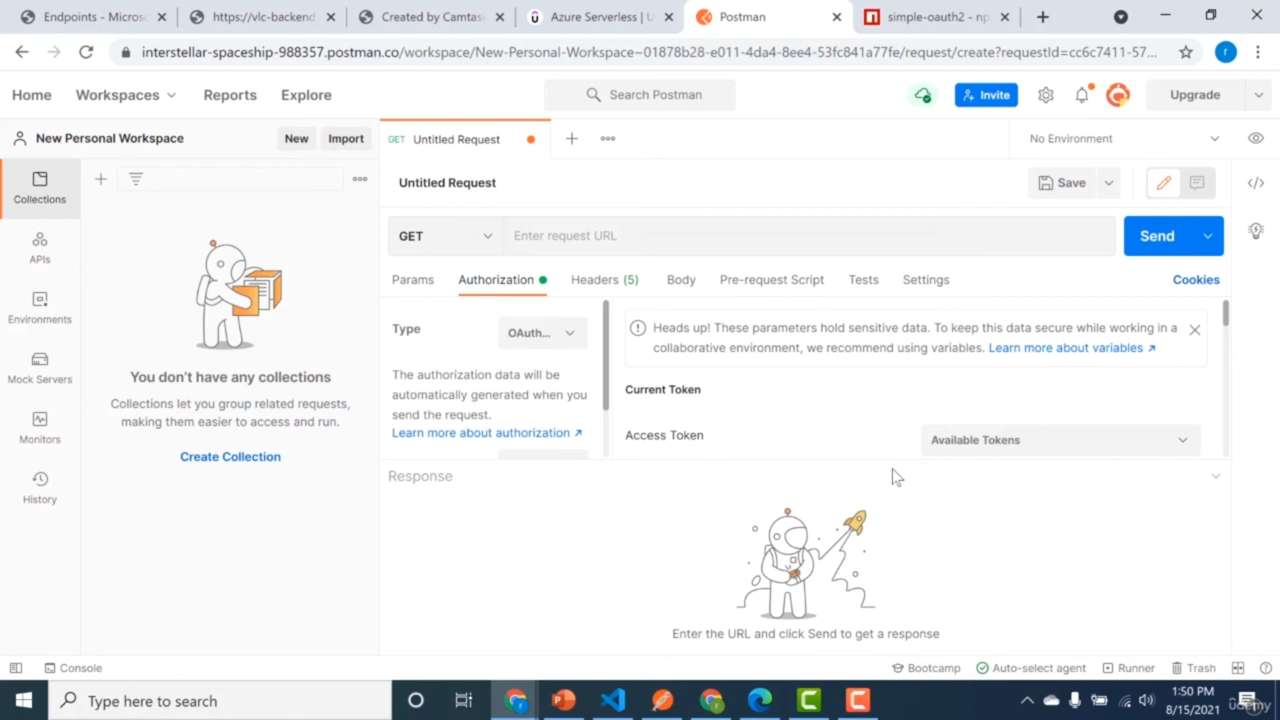 Endpoints - Microsо
https://vlc-backend
Created by Camtasi
Azure Serverless | U
Postman
simple-oauth2 - np
interstellar-spaceship-988357.postman.co/workspace/New-Personal-Workspace~01878b28-e011-4da4-8ee4-53fc841a77fe/request/create?requestId=cc6c7411-57...
r
Home
Workspaces
Reports
Explore
Search Postman
Invite
Upgrade
New Personal Workspace
New
Import
GET Untitled Request
No Environment
Untitled Request
Save
GET
Enter request URL
Send
Params
Authorization
Headers (5)
Body
Pre-request Script
Tests
Settings
Cookies
Collections
APIs
Environments
Mock Servers
Monitors
History
You don't have any collections
Collections let you group related requests,
making them easier to access and run.
Create Collection
Type
OAuth...
The authorization data will be
automatically generated when you
send the request.
Learn more about authorization ↗
Heads up! These parameters hold sensitive data. To keep this data secure while working in a
collaborative environment, we recommend using variables. Learn more about variables ↗
Current Token
Access Token
Available Tokens
Response
Enter the URL and click Send to get a response
Console
Bootcamp
Auto-select agent
Runner
Trash
Type here to search
1:50 PM
8/15/2021
udemy